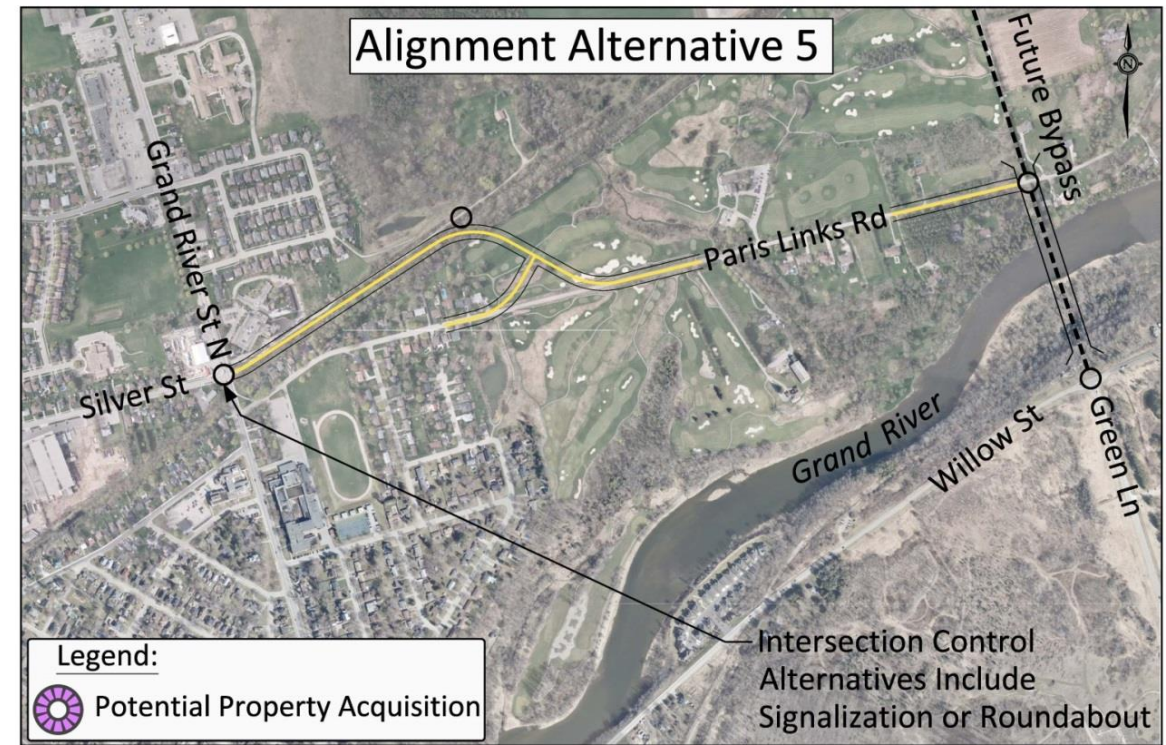 Alignment Alternative 5
Future Bypass
N
Grand River St N
Paris Links Rd
Silver St
Grand River
Willow St
Green Ln
Intersection Control
Alternatives Include
Signalization or Roundabout
Legend:
Potential Property Acquisition